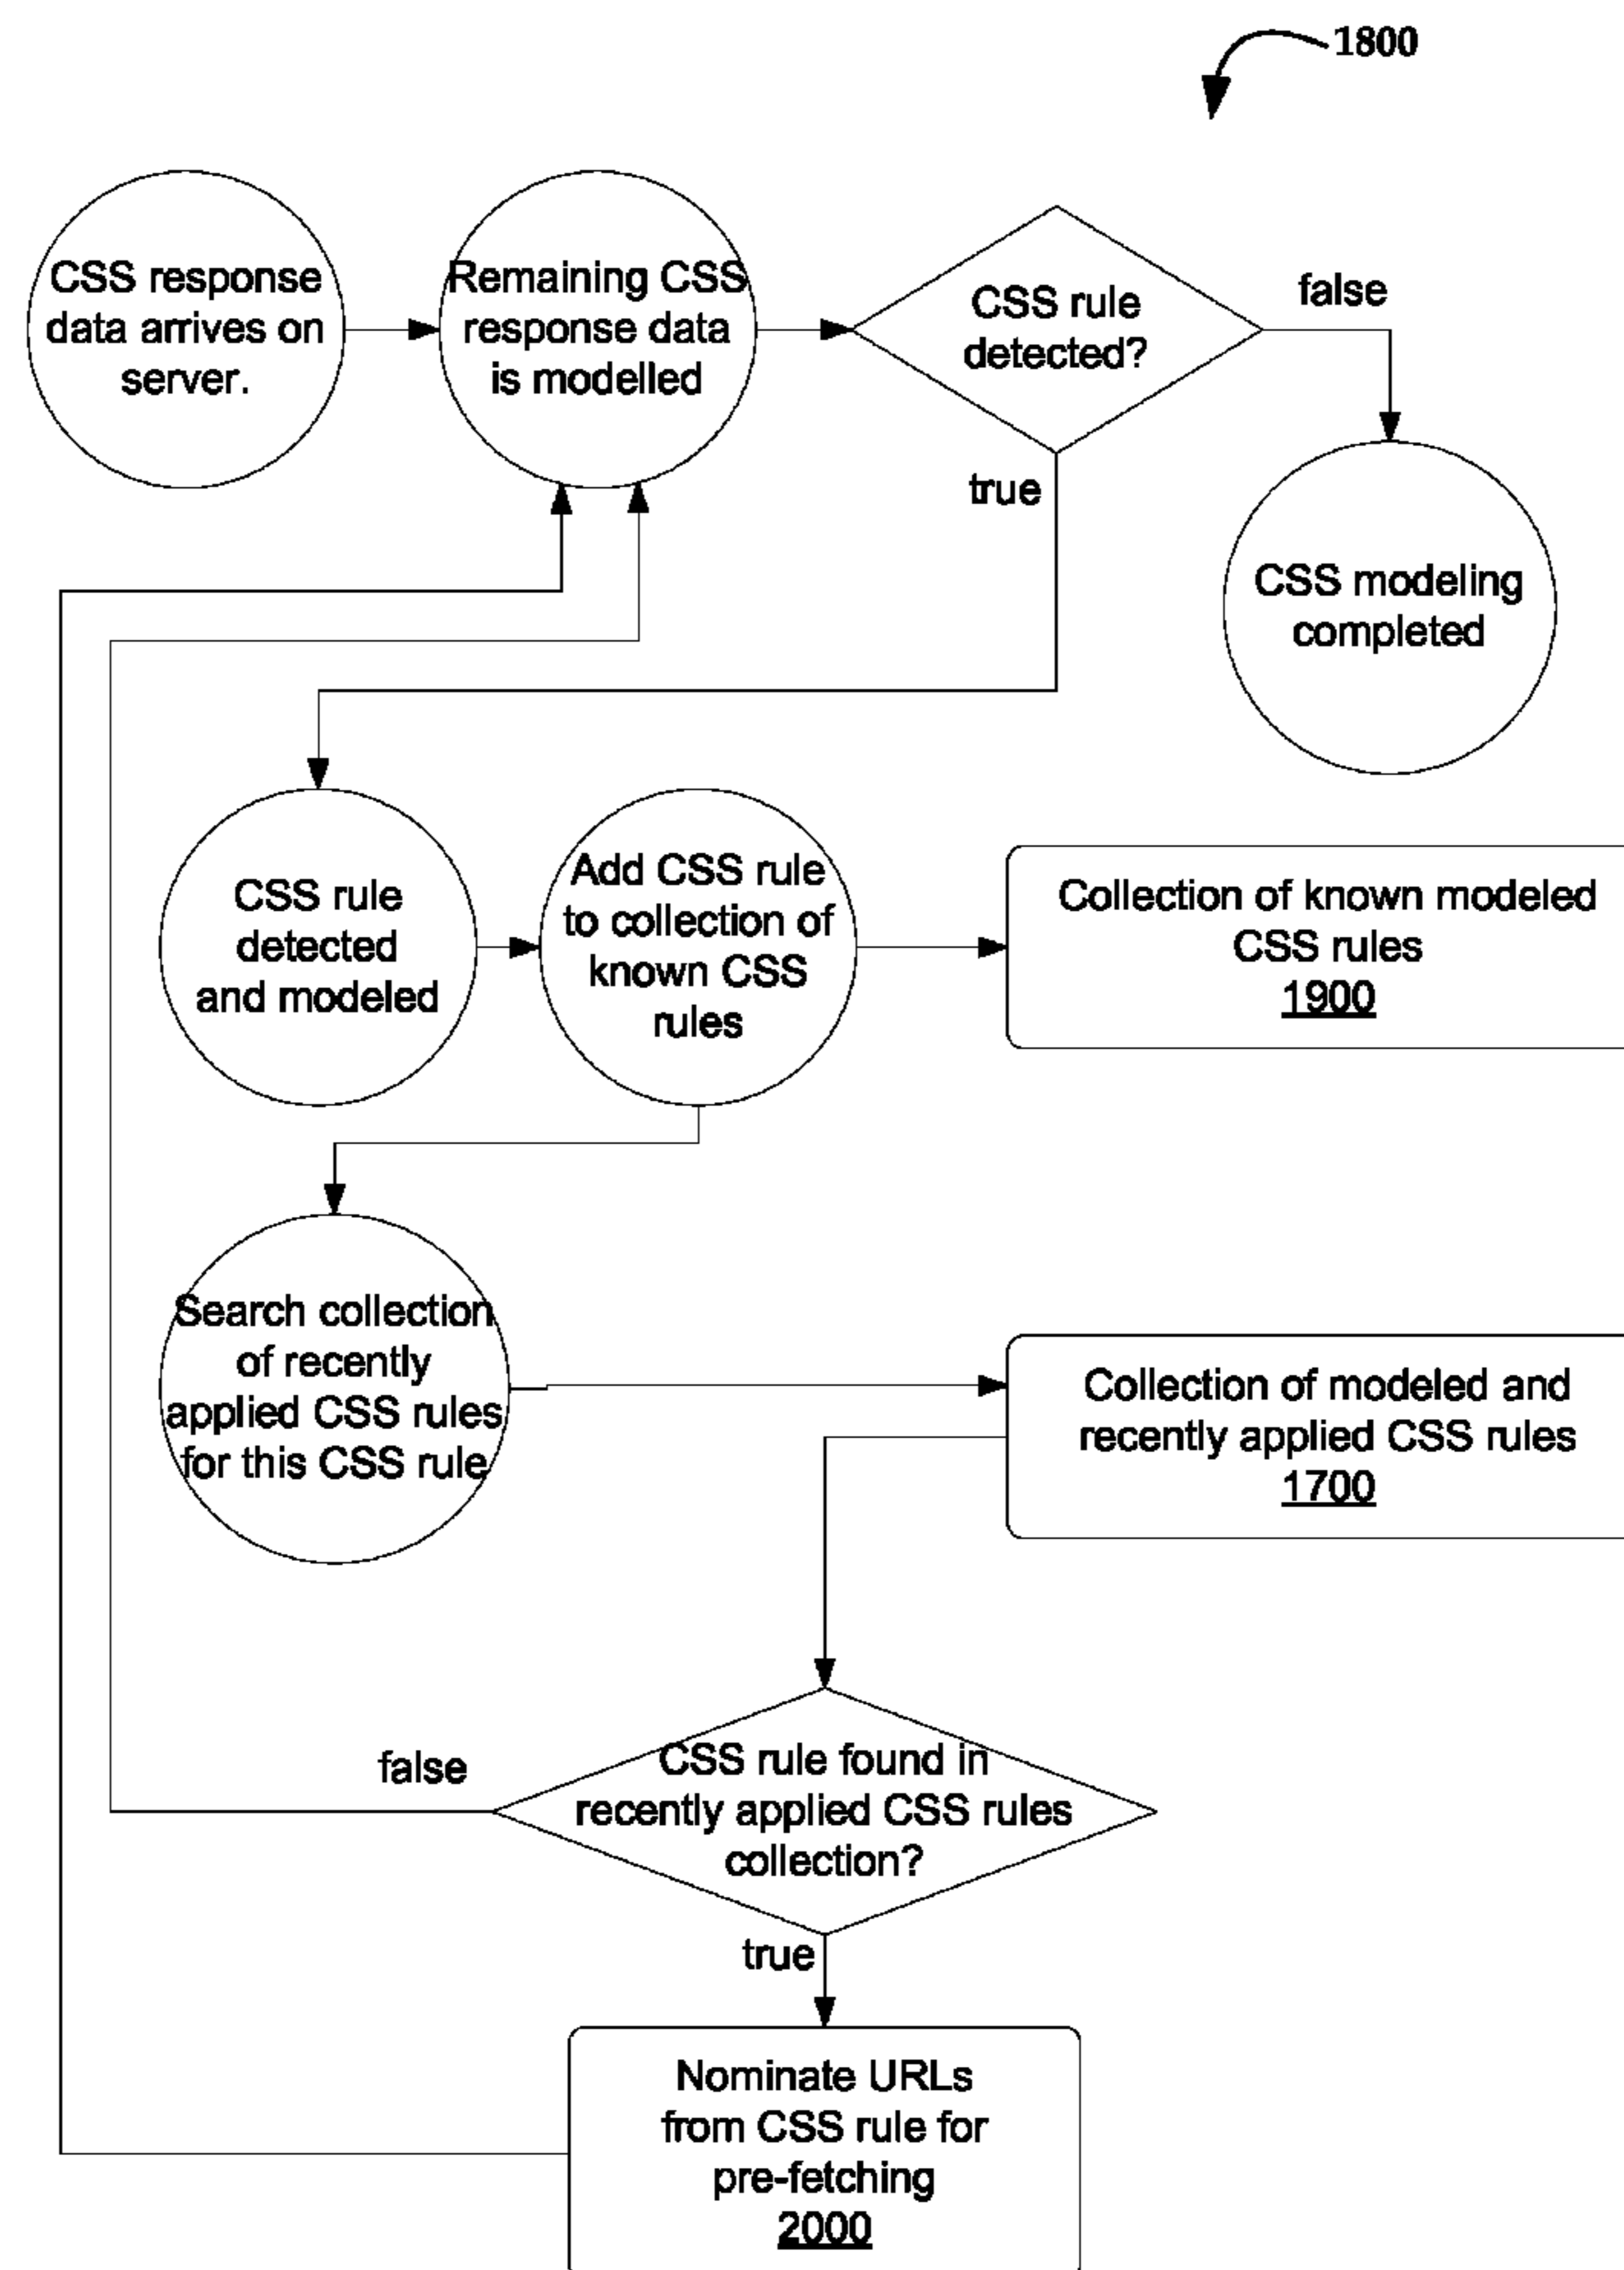 1800
CSS response
data arrives on
server.
Remaining CSS
response data
is modelled
CSS rule
detected?
false
true
CSS modeling
completed
CSS rule
detected
and modeled
Add CSS rule
to collection of
known CSS
rules
Collection of known modeled
CSS rules
1900
Search collection
of recently
applied CSS rules
for this CSS rule
Collection of modeled and
recently applied CSS rules
1700
false
CSS rule found in
recently applied CSS rules
collection?
true
Nominate URLs
from CSS rule for
pre-fetching
2000